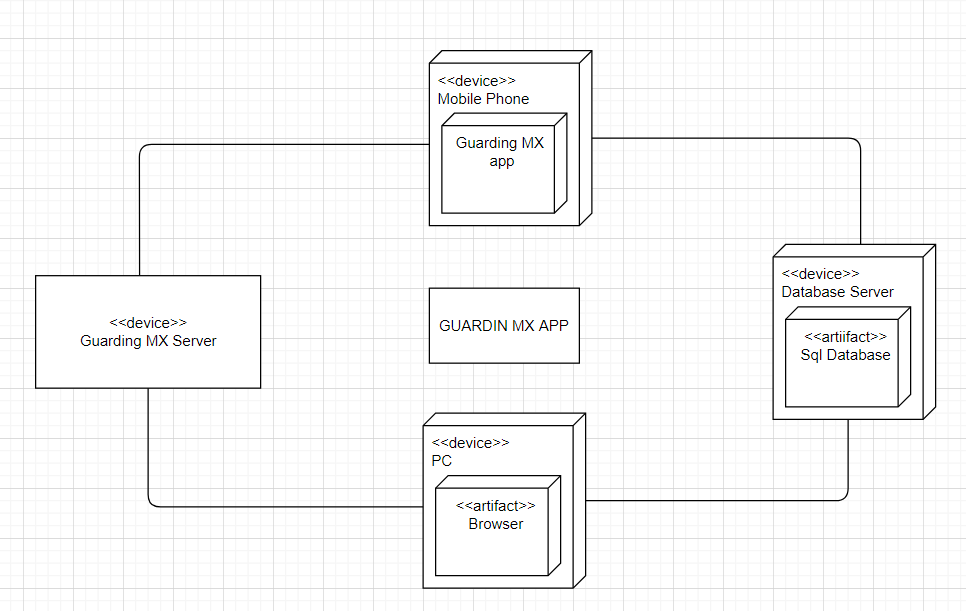 <<device>>
Mobile Phone
Guarding MX
app
<<device>>
Guarding MX Server
GUARDIN MX APP
<<device>>
Database Server
<<artiifact>>
Sql Database
<<device>>
PC
<<artifact>>
Browser